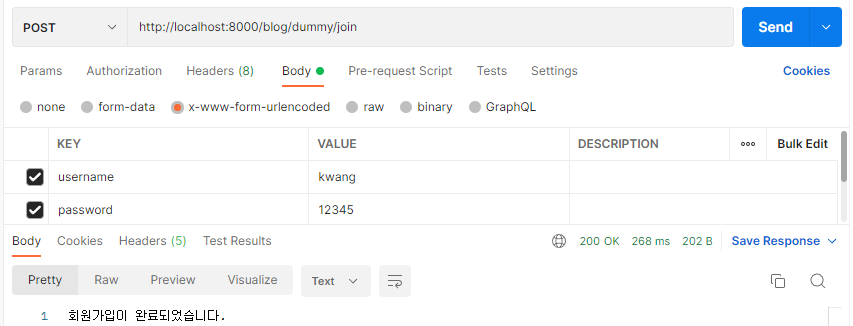 POST http://localhost:8000/blog/dummy/join Send
Params Authorization Headers (8) Body Pre-request Script Tests Settings Cookies
none form-data x-www-form-urlencoded raw binary GraphQL
KEY VALUE DESCRIPTION ooo Bulk Edit
username kwang
password 12345
Body Cookies Headers (5) Test Results 200 OK 268 ms 202 B Save Response
Pretty Raw Preview Visualize Text
1 회원가입이 완료되었습니다.